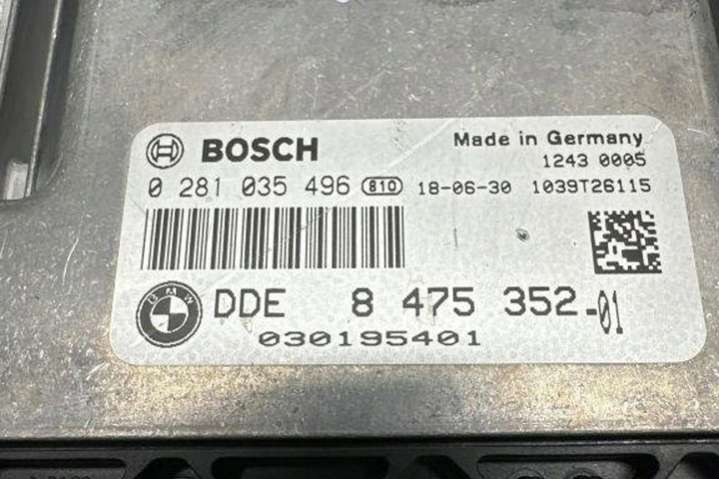 BOSCH
Made in Germany
1243 0005
0 281 035 496 810 18-06-30 1039T26115
BMW
DDE 8 475 352-01
030195401